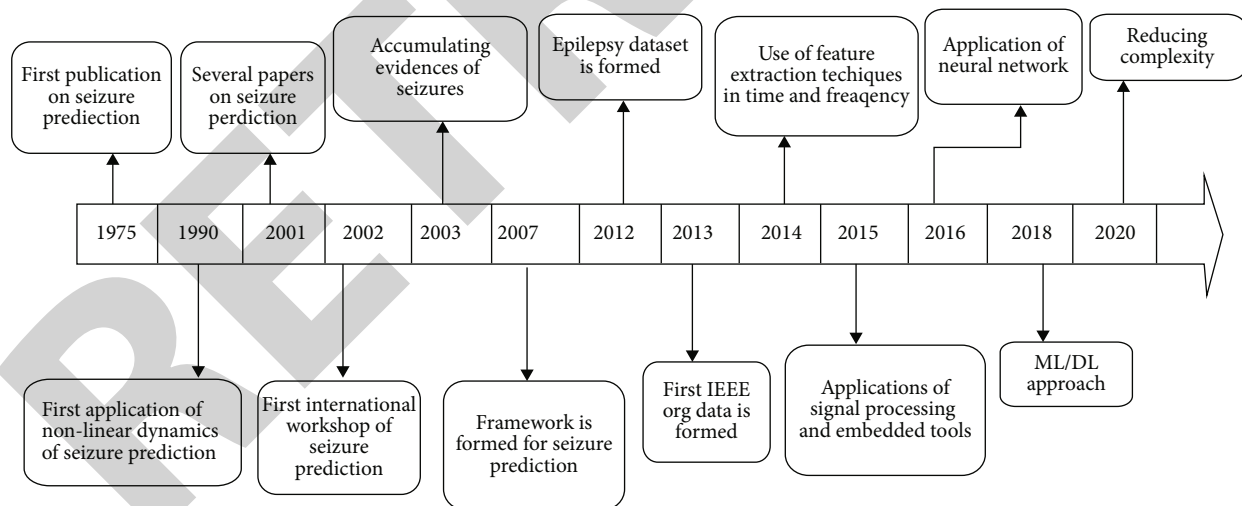 First publication
on seizure
prediection
Several papers
on seizure
perdiction
Accumulating
evidences of
seizures
Epilepsy dataset
is formed
Use of feature
extraction techiques
in time and freaqency
Application of
neural network
Reducing
complexity
1975
1990
2001
2002
2003
2007
2012
2013
2014
2015
2016
2018
2020
First application of
non-linear dynamics
of seizure prediction
First international
workshop of
seizure
prediction
Framework is
formed for seizure
prediction
First IEEE
org data is
formed
Applications of
signal processing
and embedded tools
ML/DL
approach